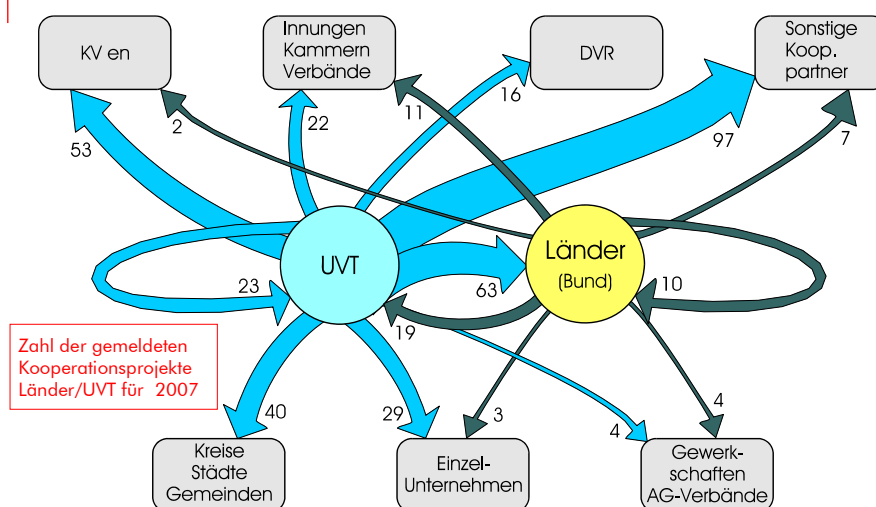 KV en
Innungen
Kammern
Verbände
DVR
Sonstige
Koop.
partner
53
2
22
16
11
97
7
UVT
Länder
(Bund)
23
63
10
19
Zahl der gemeldeten
Kooperationsprojekte
Länder/UVT für 2007
40
29
3
4
4
Kreise
Städte
Gemeinden
Einzel-
Unternehmen
Gewerk-
schaften
AG-Verbände